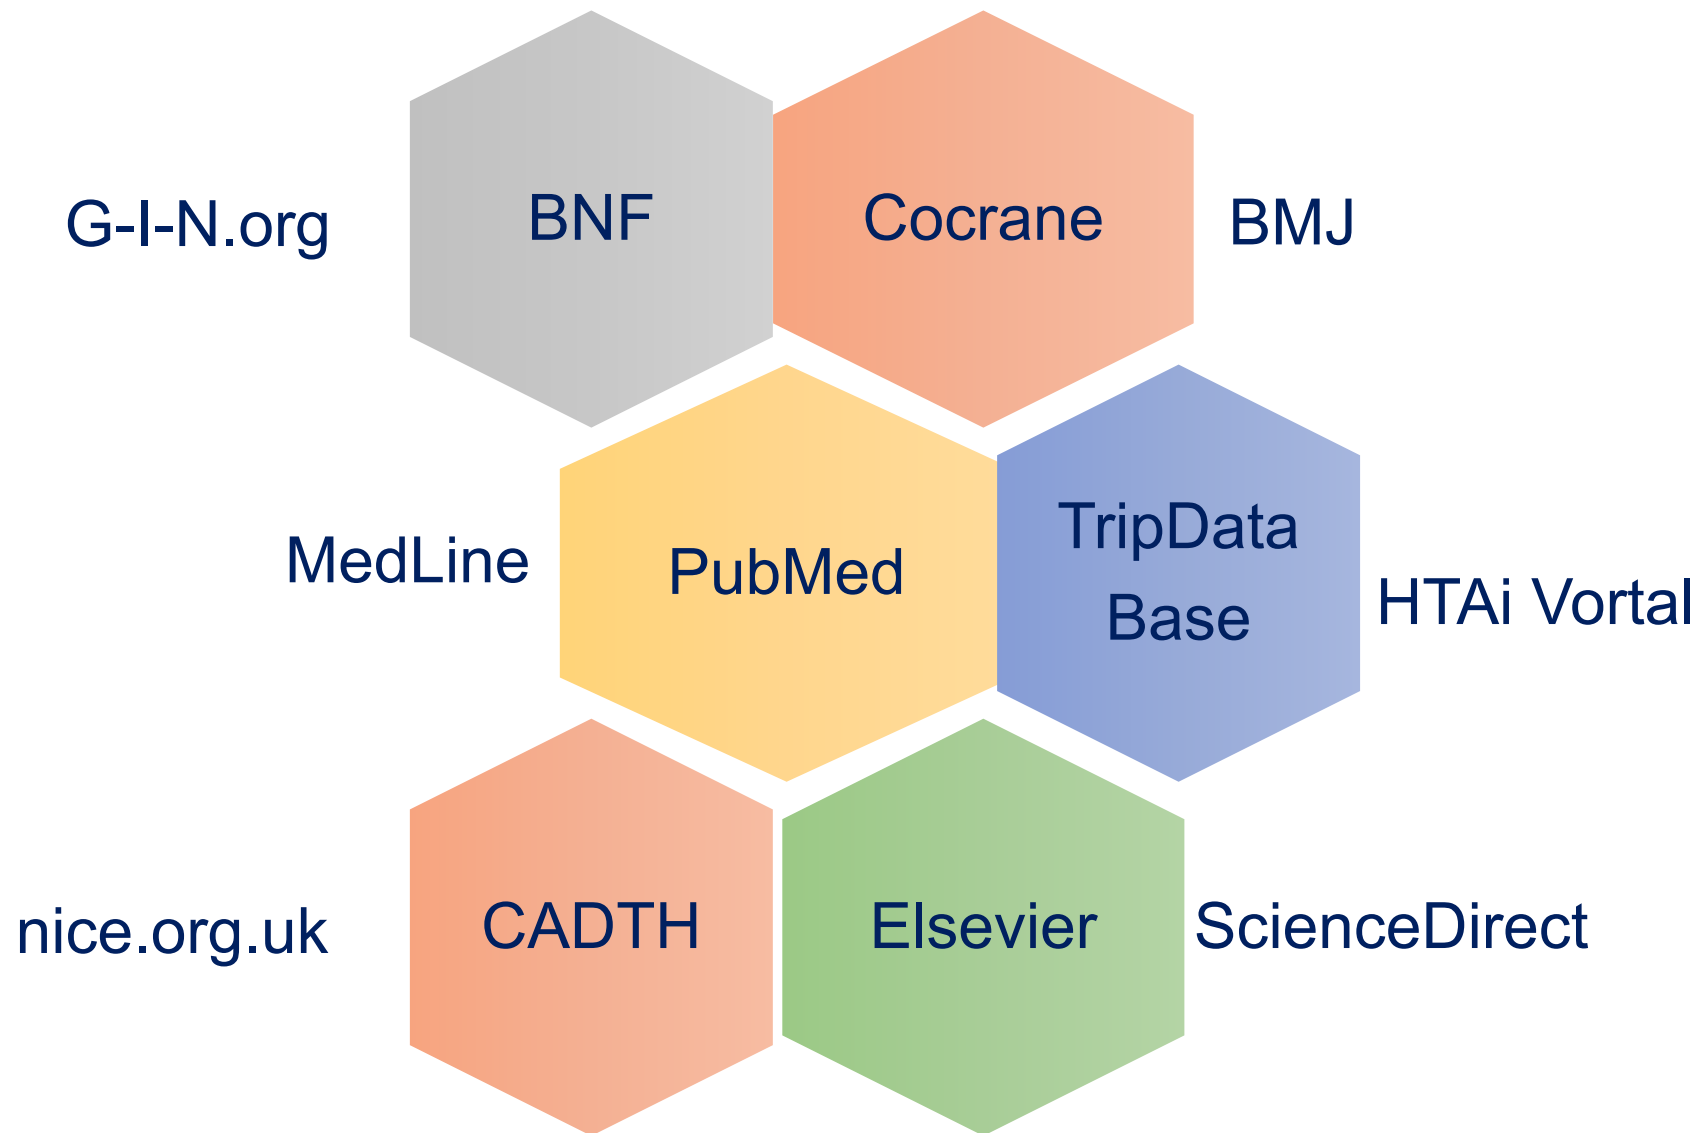 G-I-N.org
BNF
Cocrane
BMJ
MedLine
PubMed
TripData
Base
HTAi Vortal
nice.org.uk
CADTH
Elsevier
ScienceDirect